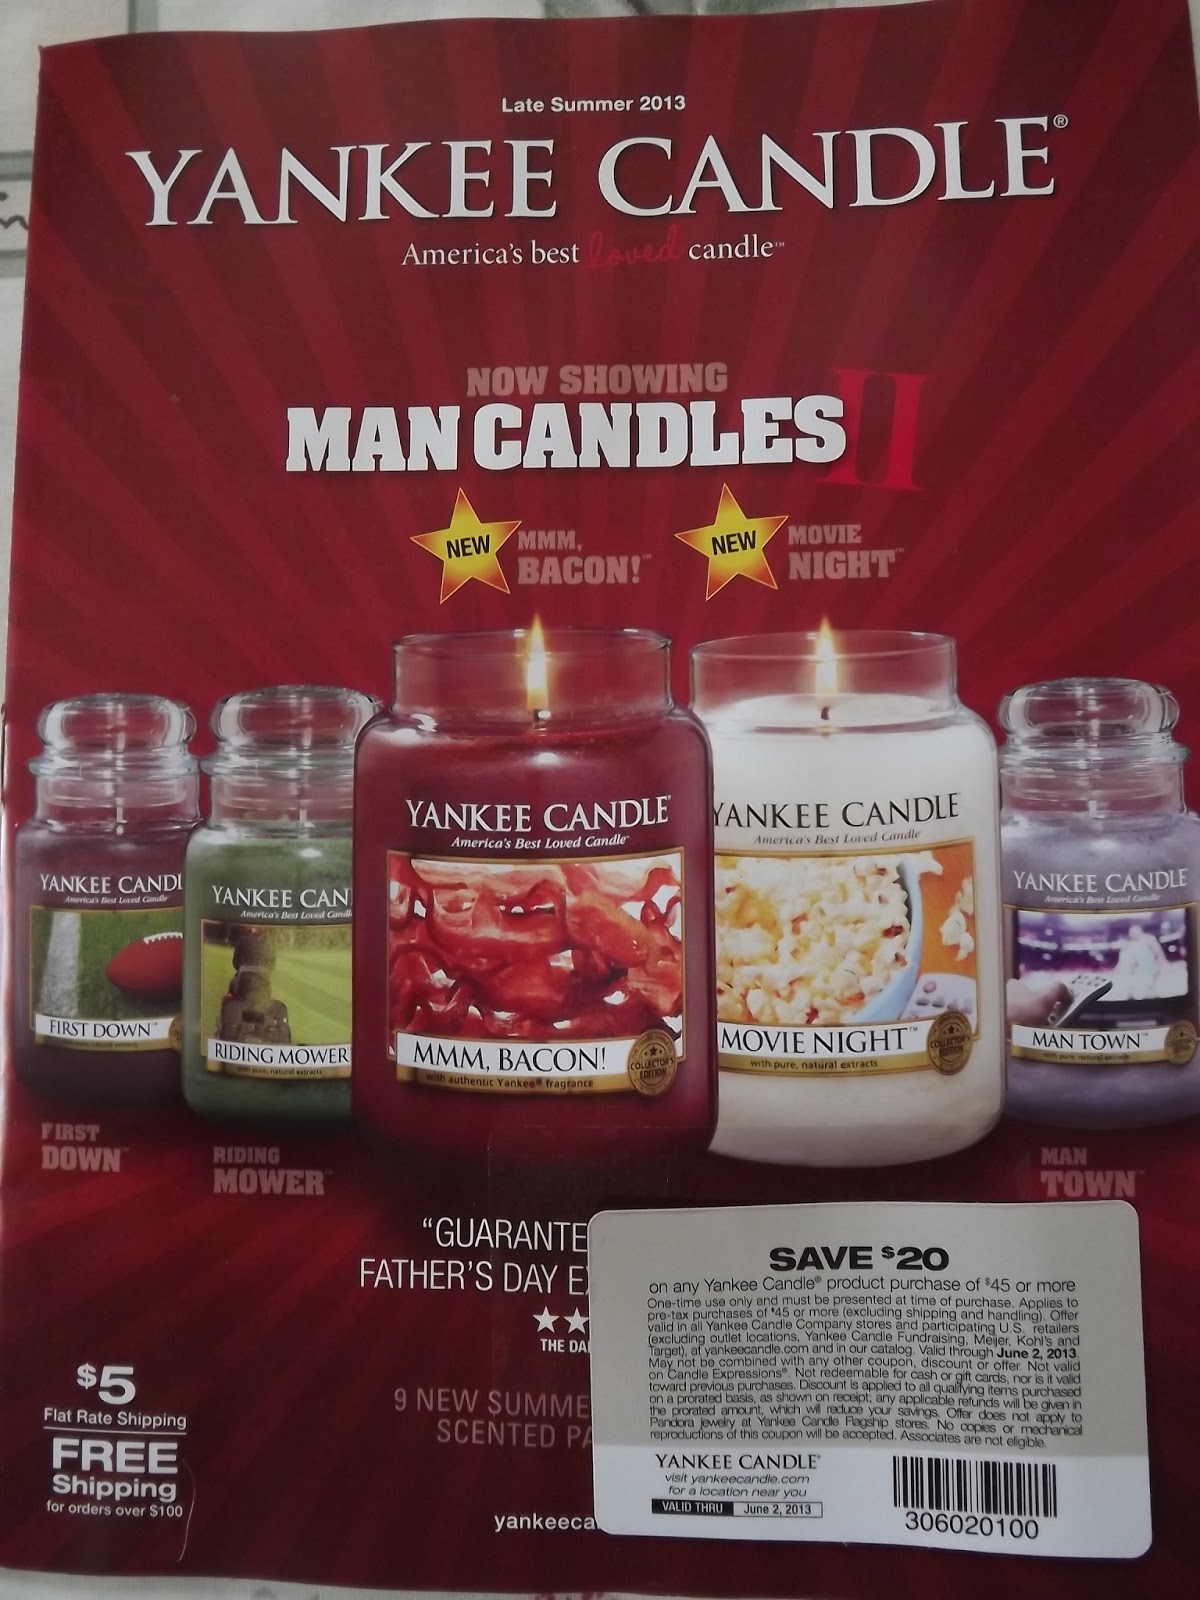 Late Summer 2013
YANKEE CANDLE®
America's best loved candle™
NOW SHOWING
MAN CANDLES II
NEW
MMM,
BACON!™
NEW
MOVIE
NIGHT™
YANKEE CANDL
America's Best Loved Candle
FIRST DOWN™
YANKEE CAN
America's Best Loved Candl
RIDING MOWER
with pure, natural extracts
YANKEE CANDLE®
America's Best Loved Candle™
MMM, BACON!
with authentic Yankee® fragrance
COLLECTOR'S
EDITION
YANKEE CANDLE®
America's Best Loved Candle
MOVIE NIGHT™
with pure, natural extracts
COLLECTOR'S
EDITION
YANKEE CANDLE
America's Best Loved Candle
MAN TOWN™
FIRST
DOWN™
RIDING
MOWER™
MAN
TOWN™
"GUARANTE
FATHER'S DAY E
THE DA
9 NEW SUMME
SCENTED PA
yankeeca
$5
Flat Rate Shipping
FREE
Shipping
for orders over $100
SAVE $20
on any Yankee Candle® product purchase of $45 or more
One-time use only and must be presented at time of purchase. Applies to
pre-tax purchases of $45 or more (excluding shipping and handling). Offer
valid in all Yankee Candle Company stores and participating U.S. retailers
(excluding outlet locations, Yankee Candle Fundraising, Meijer, Kohl's and
Target), at yankeecandle.com and in our catalog. Valid through June 2, 2013.
May not be combined with any other coupon, discount or offer. Not valid
on Candle Expressions®. Not redeemable for cash or gift cards, nor is it valid
toward previous purchases. Discount is applied to all qualifying items purchased
on a prorated basis, as shown on receipt; any applicable refunds will be given in
the prorated amount, which will reduce your savings. Offer does not apply to
Pandora jewelry at Yankee Candle Flagship stores. No copies or mechanical
reproductions of this coupon will be accepted. Associates are not eligible.
YANKEE CANDLE®
visit yankeecandle.com
for a location near you
VALID THRU June 2, 2013
306020100